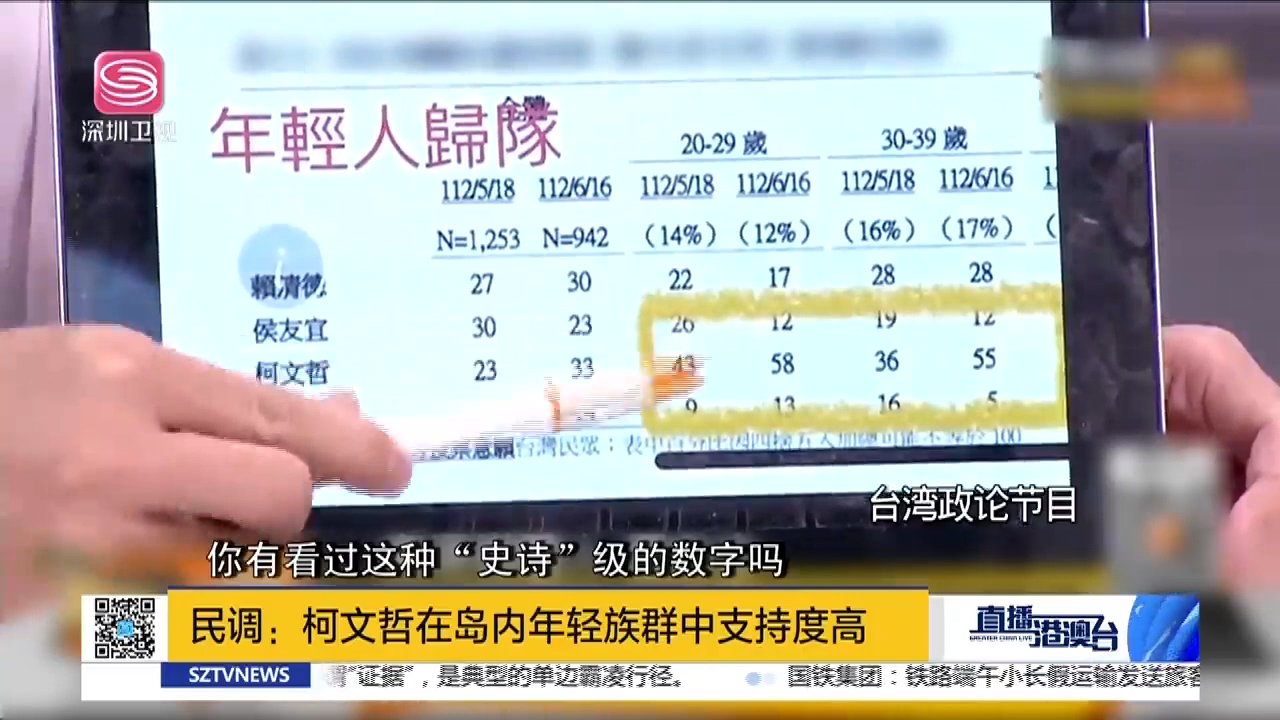 深圳卫视
年輕人歸隊
20-29 歲 30-39 歲
112/5/18 112/6/16 112/5/18 112/6/16 112/5/18 112/6/16
N=1,253 N=942 (14%) (12%) (16%) (17%)
賴清德 27 30 22 17 28 28
侯友宜 30 23 26 12 19 12
柯文哲 23 33 43 58 36 55
9 13 16 5
台湾政论节目
你有看过这种“史诗”级的数字吗
民调：柯文哲在岛内年轻族群中支持度高
直播港澳台
GREATER CHINA LIVE
SZTVNEWS
“证据”，是典型的单边霸凌行径。 国铁集团：铁路端午小长假运输发送旅客